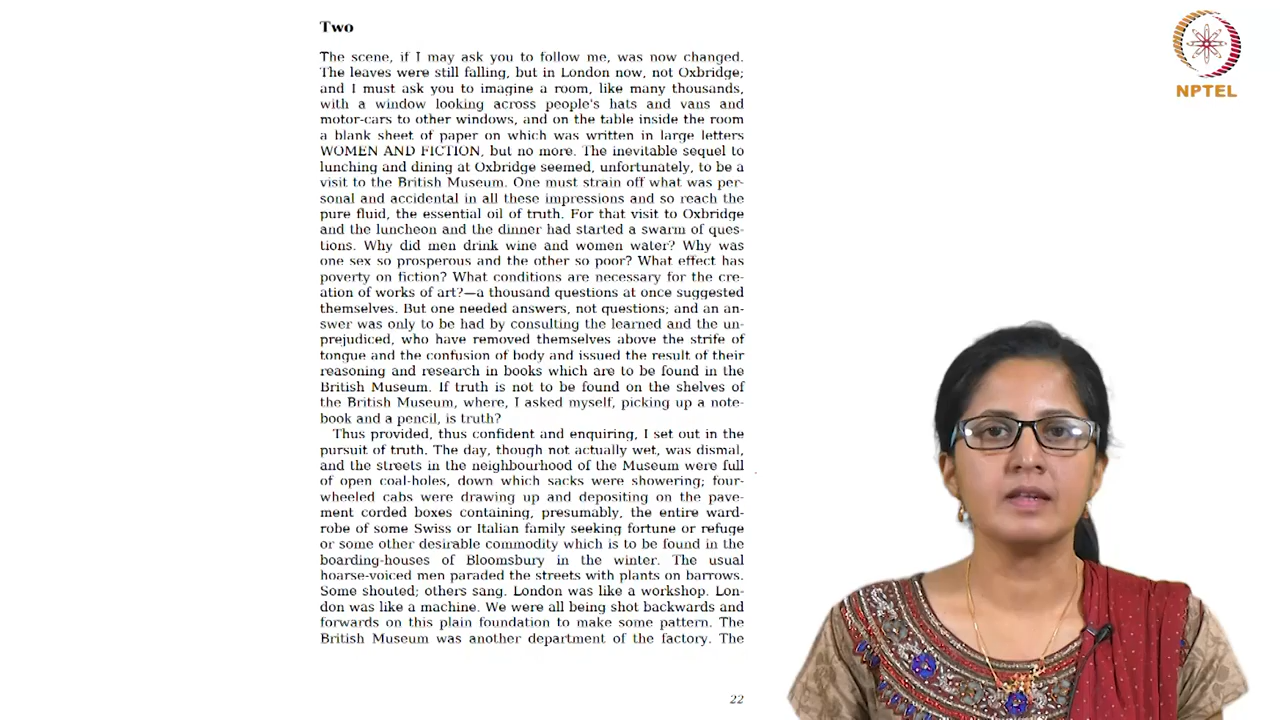 Two
The scene, if I may ask you to follow me, was now changed.
The leaves were still falling, but in London now, not Oxbridge;
and I must ask you to imagine a room, like many thousands,
with a window looking across people's hats and vans and
motor-cars to other windows, and on the table inside the room
a blank sheet of paper on which was written in large letters
WOMEN AND FICTION, but no more. The inevitable sequel to
lunching and dining at Oxbridge seemed, unfortunately, to be a
visit to the British Museum. One must strain off what was per-
sonal and accidental in all these impressions and so reach the
pure fluid, the essential oil of truth. For that visit to Oxbridge
and the luncheon and the dinner had started a swarm of ques-
tions. Why did men drink wine and women water? Why was
one sex so prosperous and the other so poor? What effect has
poverty on fiction? What conditions are necessary for the cre-
ation of works of art?—a thousand questions at once suggested
themselves. But one needed answers, not questions; and an an-
swer was only to be had by consulting the learned and the un-
prejudiced, who have removed themselves above the strife of
tongue and the confusion of body and issued the result of their
reasoning and research in books which are to be found in the
British Museum. If truth is not to be found on the shelves of
the British Museum, where, I asked myself, picking up a note-
book and a pencil, is truth?
Thus provided, thus confident and enquiring, I set out in the
pursuit of truth. The day, though not actually wet, was dismal,
and the streets in the neighbourhood of the Museum were full
of open coal-holes, down which sacks were showering; four-
wheeled cabs were drawing up and depositing on the pave-
ment corded boxes containing, presumably, the entire ward-
robe of some Swiss or Italian family seeking fortune or refuge
or some other desirable commodity which is to be found in the
boarding-houses of Bloomsbury in the winter. The usual
hoarse-voiced men paraded the streets with plants on barrows.
Some shouted; others sang. London was like a workshop. Lon-
don was like a machine. We were all being shot backwards and
forwards on this plain foundation to make some pattern. The
British Museum was another department of the factory. The
22
NPTEL